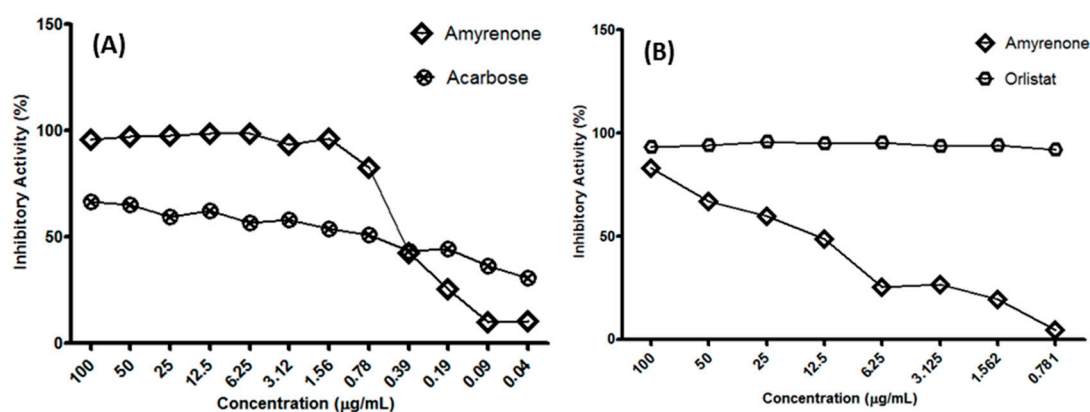 (A)
Amyrenone
Acarbose
Inhibitory Activity (%)
150
100
50
0
100 50 25 12.5 6.25 3.12 1.56 0.78 0.39 0.19 0.09 0.04
Concentration (µg/mL)
(B)
Amyrenone
Orlistat
Inhibitory Activity (%)
150
100
50
0
100 50 25 12.5 6.25 3.125 1.562 0.781
Concentration (µg/mL)